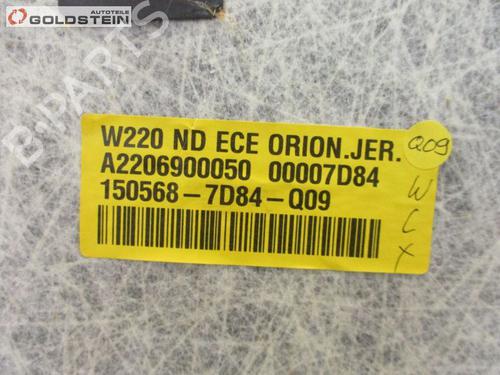 AUTOTEILE
GOLDSTEIN
B-PARTS
W220 ND ECE ORION.JER.
A2206900050 00007D84
150568-7D84-Q09
Q09
W
L
X